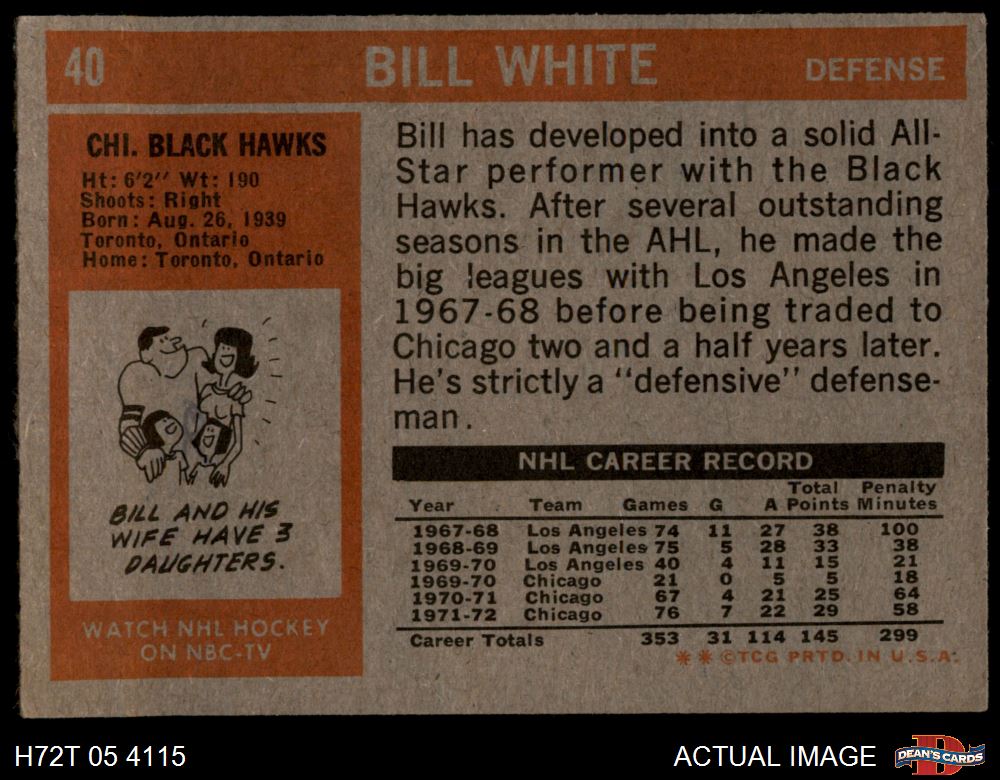 40 BILL WHITE DEFENSE
CHI. BLACK HAWKS
Ht: 6'2" Wt: 190
Shoots: Right
Born: Aug. 26, 1939
Toronto, Ontario
Home: Toronto, Ontario
BILL AND HIS
WIFE HAVE 3
DAUGHTERS.
WATCH NHL HOCKEY
ON NBC-TV
Bill has developed into a solid All-
Star performer with the Black
Hawks. After several outstanding
seasons in the AHL, he made the
big leagues with Los Angeles in
1967-68 before being traded to
Chicago two and a half years later.
He's strictly a "defensive" defense-
man.
NHL CAREER RECORD
Total Penalty
Year Team Games G A Points Minutes
1967-68 Los Angeles 74 11 27 38 100
1968-69 Los Angeles 75 5 28 33 38
1969-70 Los Angeles 40 4 11 15 21
1969-70 Chicago 21 0 5 5 18
1970-71 Chicago 67 4 21 25 64
1971-72 Chicago 76 7 22 29 58
Career Totals 353 31 114 145 299
** ©TCG PRTD. IN U.S.A.
H72T 05 4115 ACTUAL IMAGE D DEAN'S CARDS